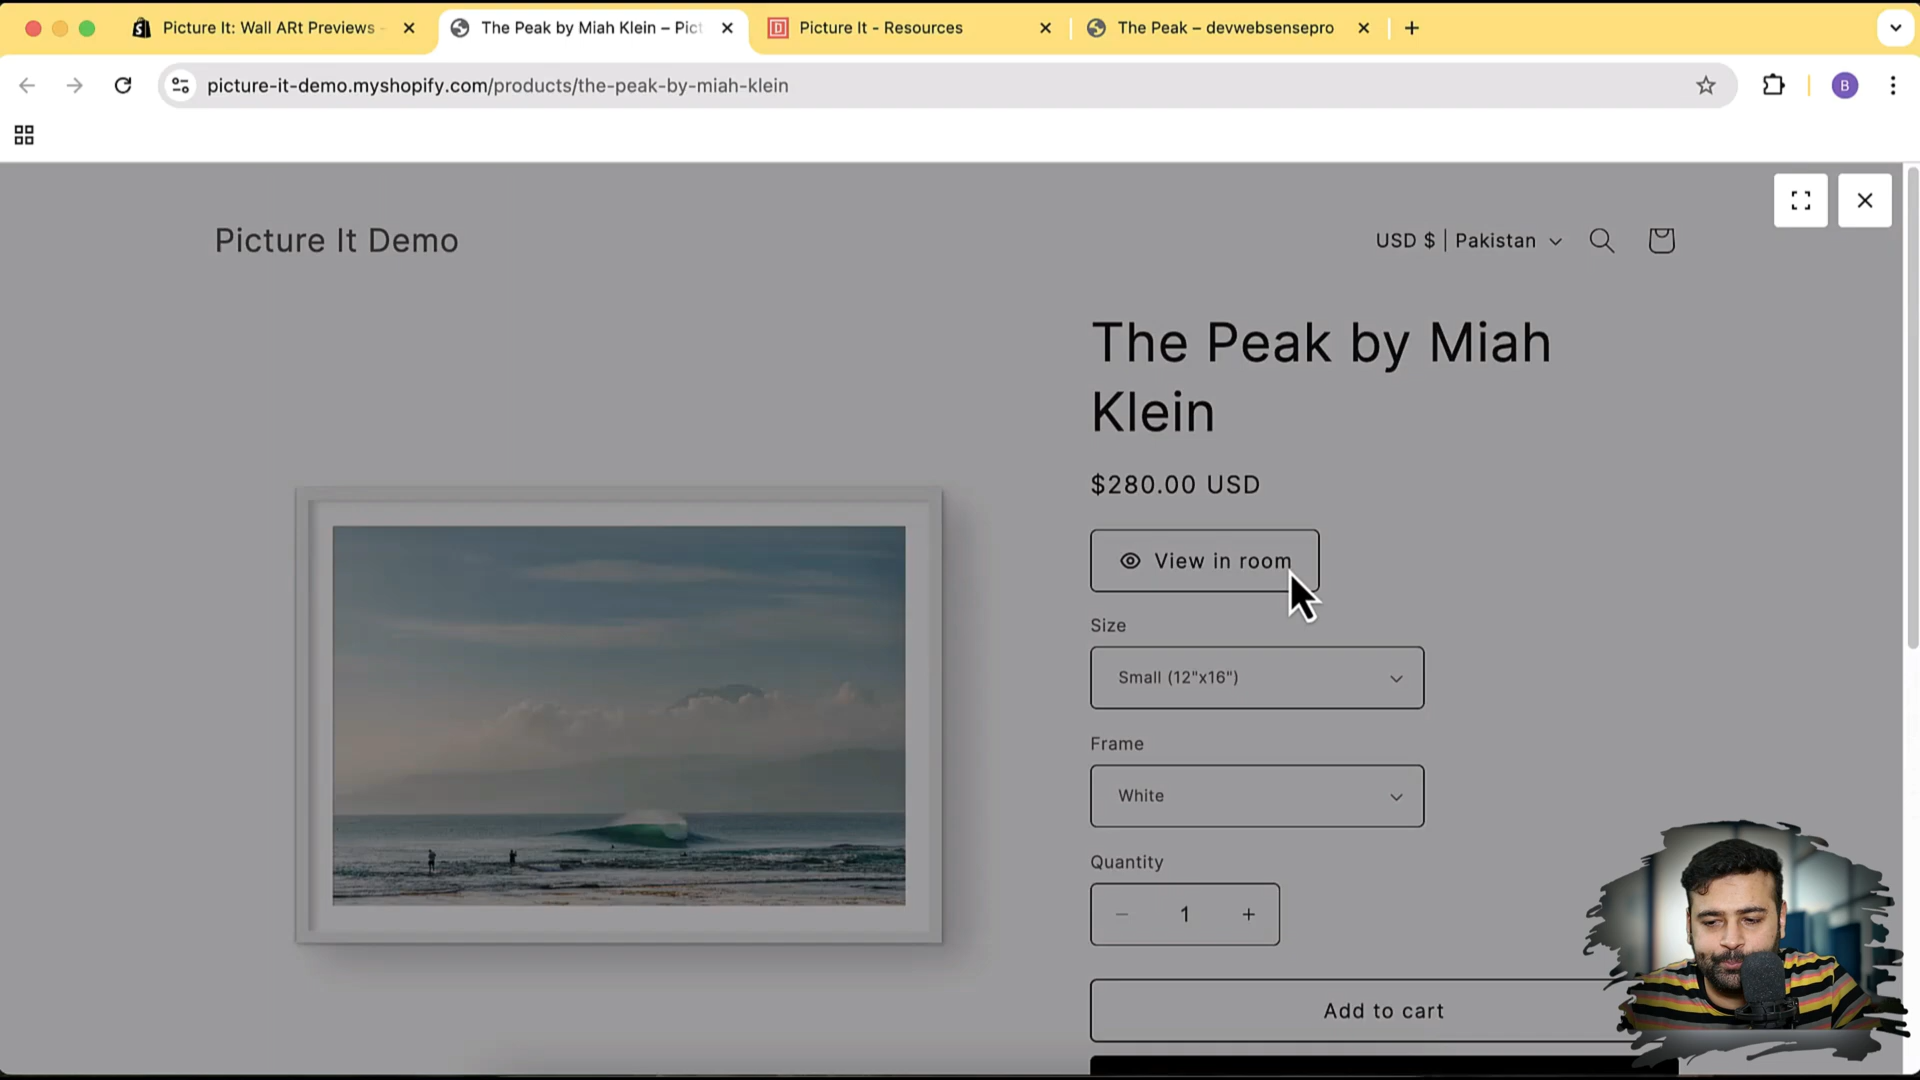 Picture It: Wall ARt Previews -
The Peak by Miah Klein – Pict
Picture It - Resources
The Peak – devwebsensepro
picture-it-demo.myshopify.com/products/the-peak-by-miah-klein
B
Picture It Demo
USD $ | Pakistan
The Peak by Miah
Klein
$280.00 USD
View in room
Size
Small (12"x16")
Frame
White
Quantity
1
Add to cart